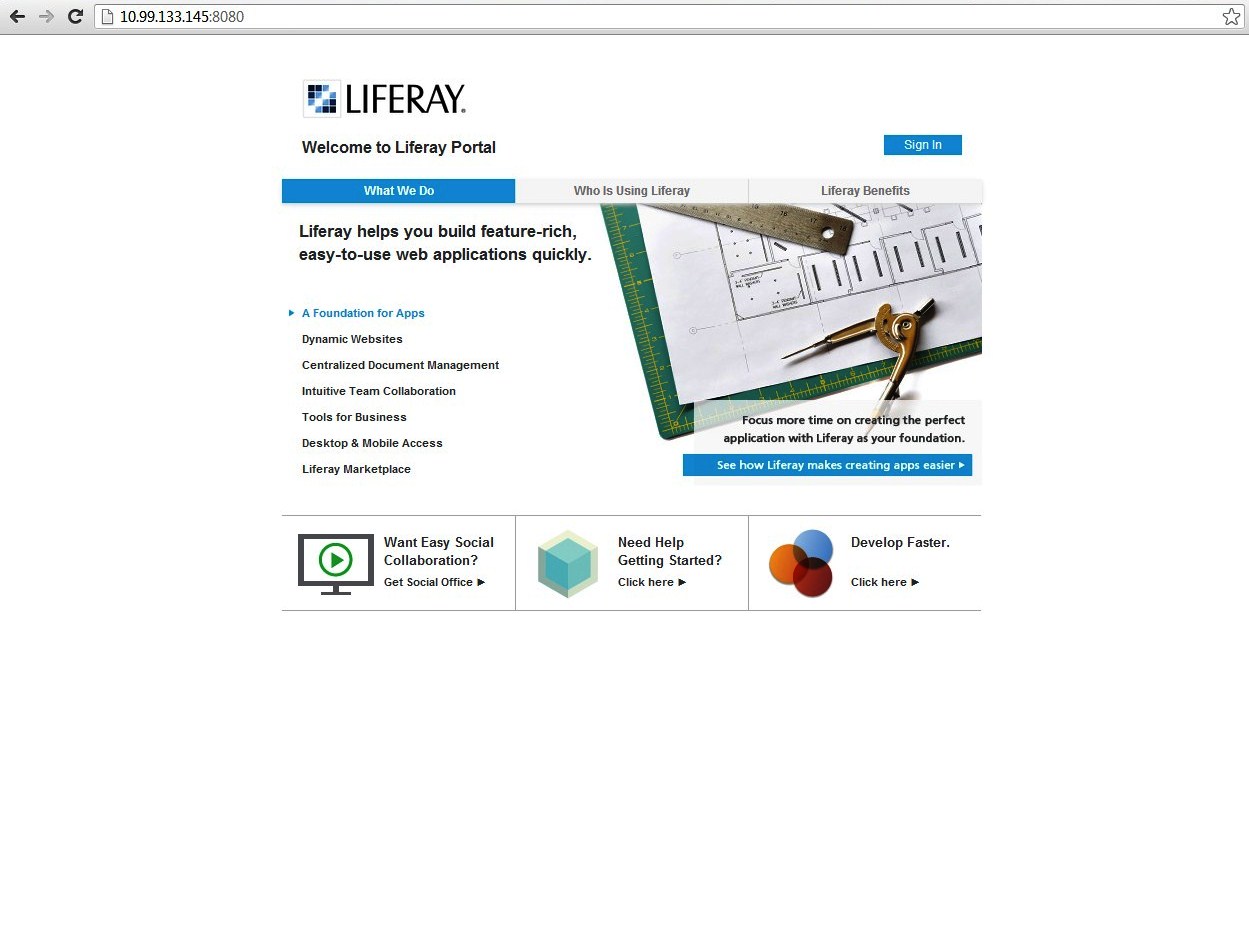 10.99.133.145:8080
LIFERAY.
Welcome to Liferay Portal
Sign In
What We Do
Who Is Using Liferay
Liferay Benefits
Liferay helps you build feature-rich,
easy-to-use web applications quickly.
A Foundation for Apps
Dynamic Websites
Centralized Document Management
Intuitive Team Collaboration
Tools for Business
Desktop & Mobile Access
Liferay Marketplace
Focus more time on creating the perfect
application with Liferay as your foundation.
See how Liferay makes creating apps easier
Want Easy Social
Collaboration?
Get Social Office
Need Help
Getting Started?
Click here
Develop Faster.
Click here